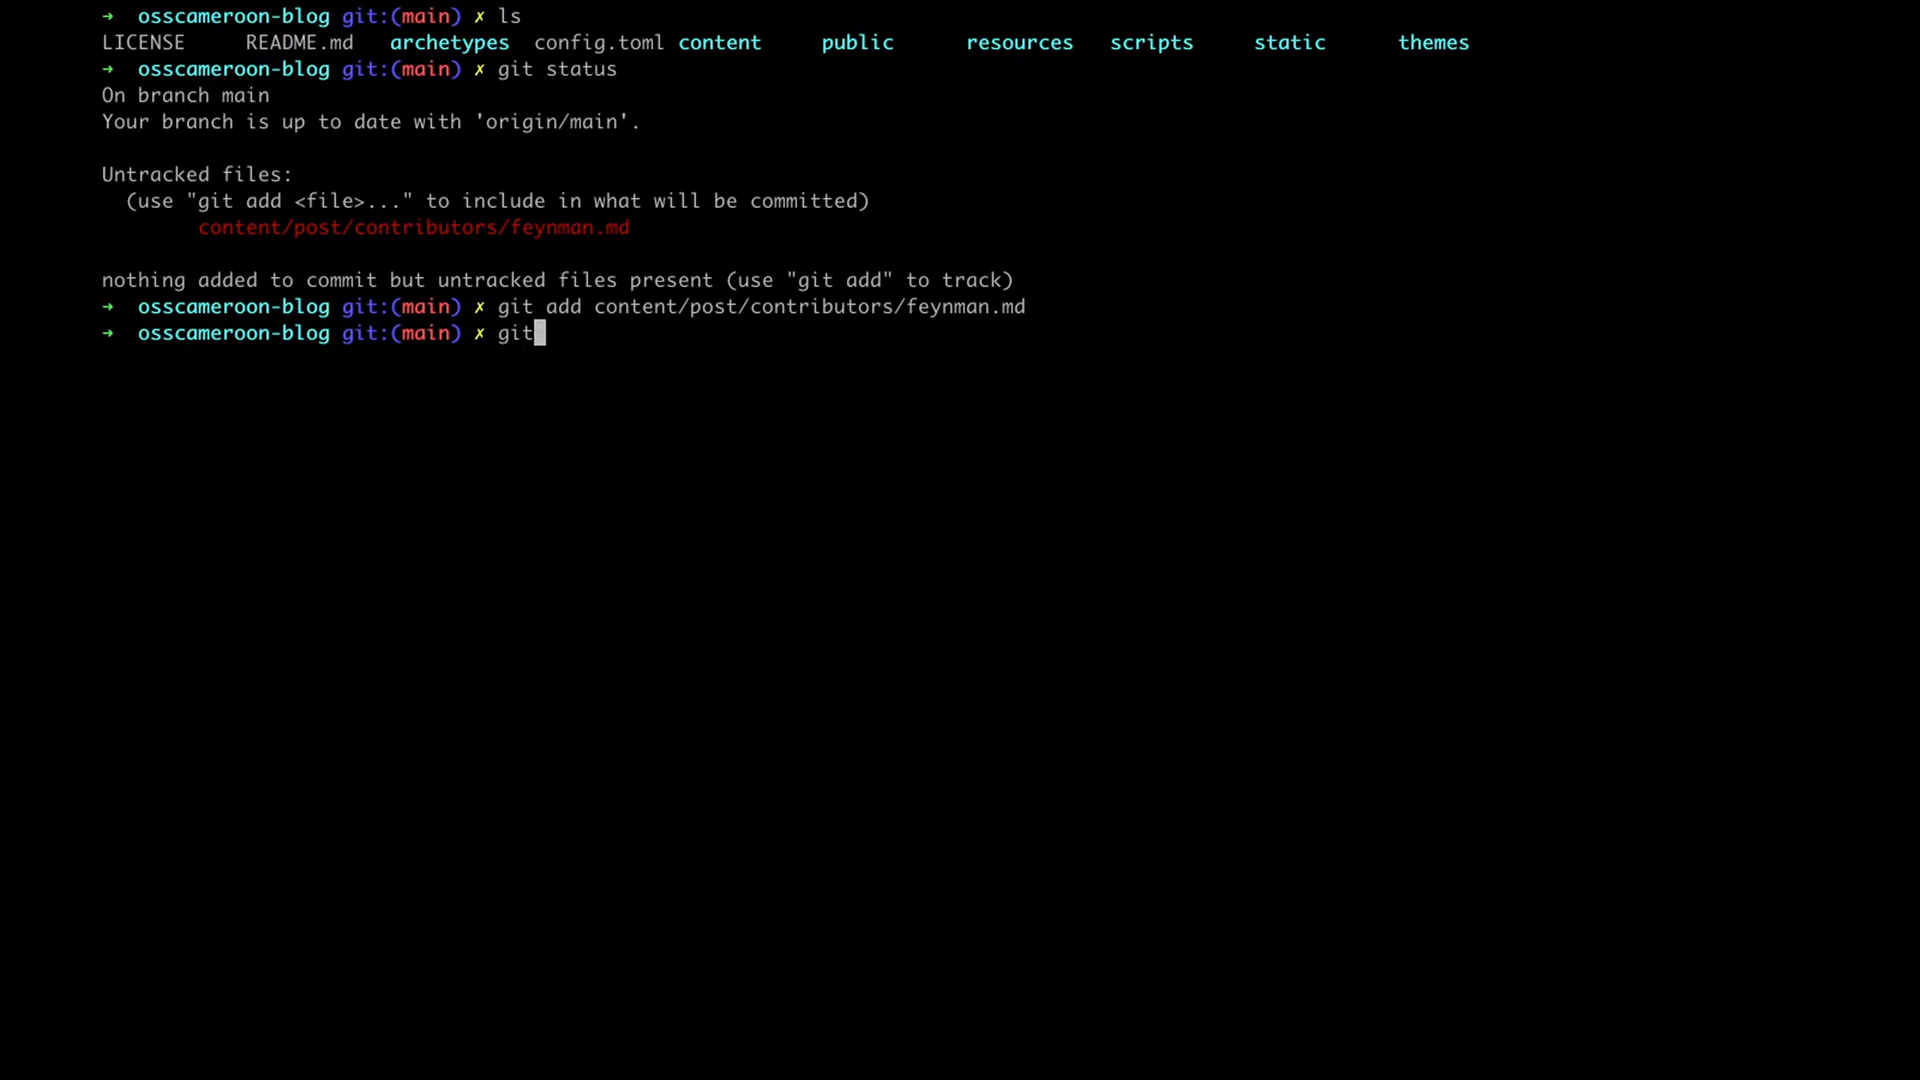 ➜ osscameroon-blog git:(main) ✗ ls
LICENSE README.md archetypes config.toml content public resources scripts static themes
➜ osscameroon-blog git:(main) ✗ git status
On branch main
Your branch is up to date with 'origin/main'.
Untracked files:
(use "git add <file>..." to include in what will be committed)
content/post/contributors/feynman.md
nothing added to commit but untracked files present (use "git add" to track)
➜ osscameroon-blog git:(main) ✗ git add content/post/contributors/feynman.md
➜ osscameroon-blog git:(main) ✗ git